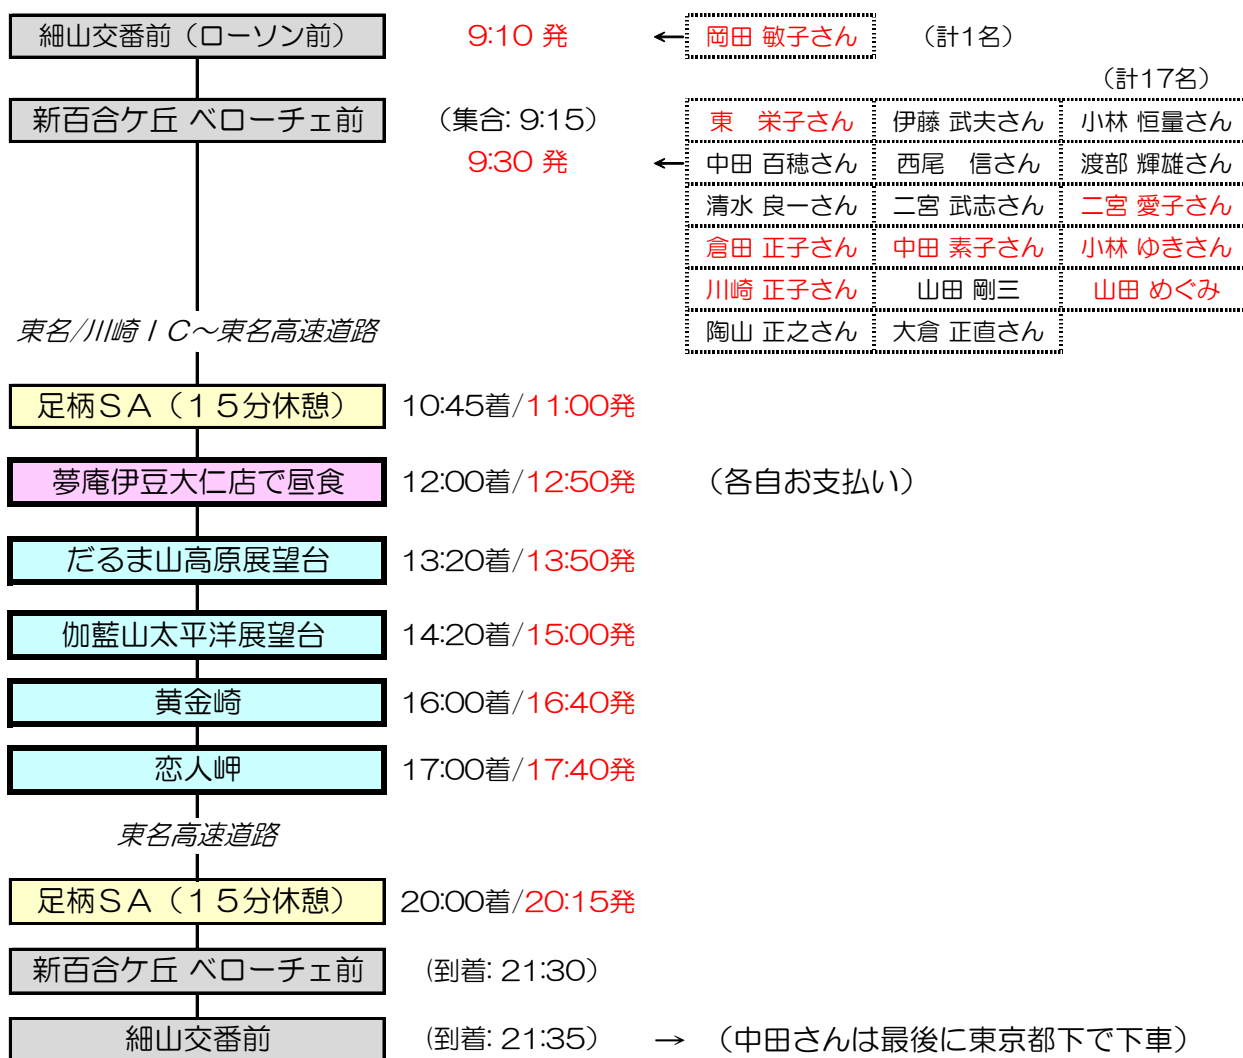 細山交番前（ローソン前） 9:10 発 ← 岡田 敏子さん （計1名）
（計17名）
新百合ケ丘 ベローチェ前 （集合: 9:15） 東　栄子さん 伊藤 武夫さん 小林 恒量さん
9:30 発 ← 中田 百穂さん 西尾　信さん 渡部 輝雄さん
清水 良一さん 二宮 武志さん 二宮 愛子さん
倉田 正子さん 中田 素子さん 小林 ゆきさん
川崎 正子さん 山田 剛三 山田 めぐみ
東名/川崎ＩＣ～東名高速道路 陶山 正之さん 大倉 正直さん
足柄ＳＡ（１５分休憩） 10:45着/11:00発
夢庵伊豆大仁店で昼食 12:00着/12:50発 （各自お支払い）
だるま山高原展望台 13:20着/13:50発
伽藍山太平洋展望台 14:20着/15:00発
黄金崎 16:00着/16:40発
恋人岬 17:00着/17:40発
東名高速道路
足柄ＳＡ（１５分休憩） 20:00着/20:15発
新百合ケ丘 ベローチェ前 (到着: 21:30）
細山交番前 (到着: 21:35） → （中田さんは最後に東京都下で下車）